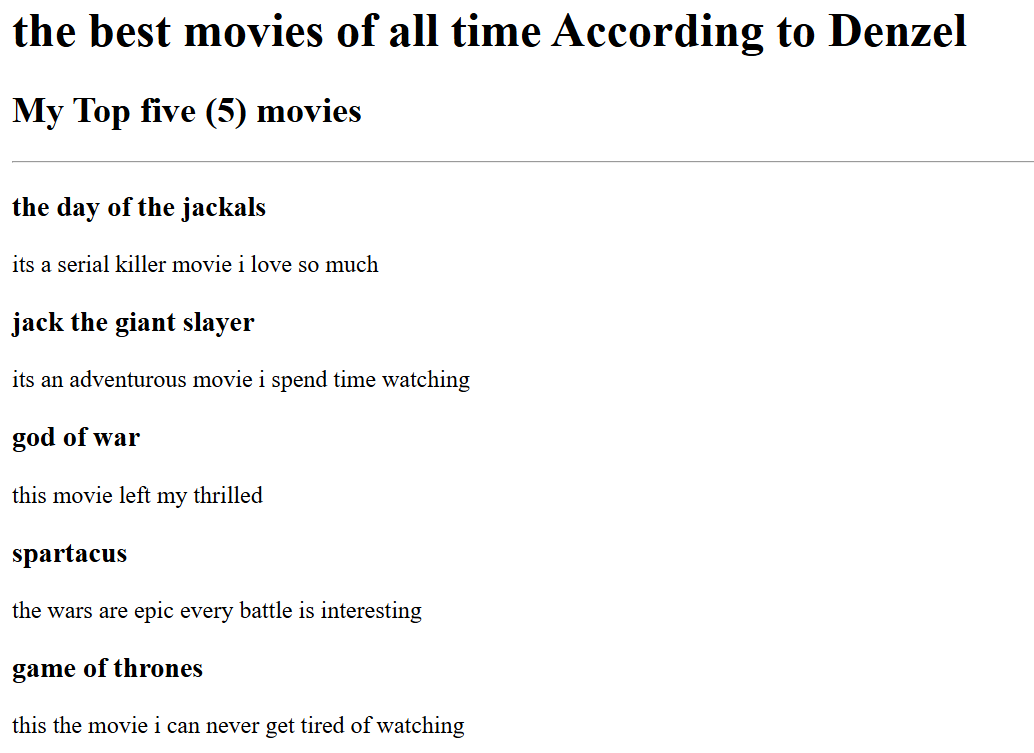 the best movies of all time According to Denzel
My Top five (5) movies
the day of the jackals
its a serial killer movie i love so much
jack the giant slayer
its an adventurous movie i spend time watching
god of war
this movie left my thrilled
spartacus
the wars are epic every battle is interesting
game of thrones
this the movie i can never get tired of watching